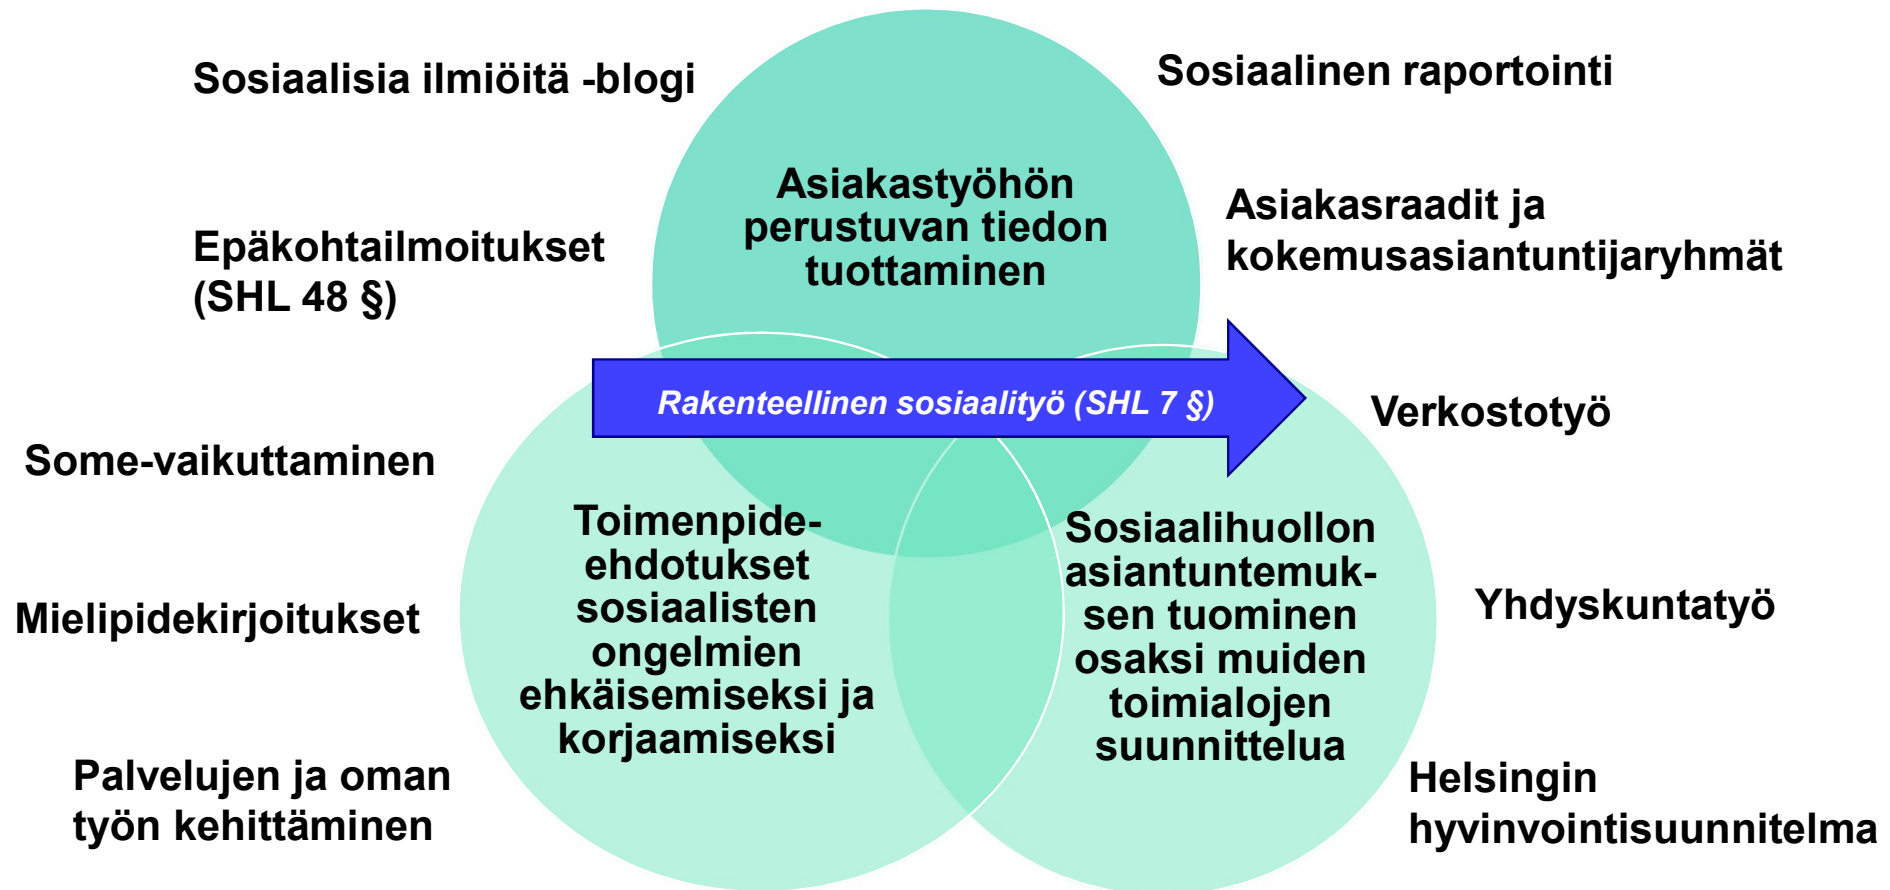 Sosiaalisia ilmiöitä -blogi
Sosiaalinen raportointi
Asiakastyöhön
perustuvan tiedon
tuottaminen
Epäkohtailmoitukset
(SHL 48 §)
Asiakasraadit ja
kokemusasiantuntijaryhmät
Rakenteellinen sosiaalityö (SHL 7 §)
Verkostotyö
Some-vaikuttaminen
Toimenpide-
ehdotukset
sosiaalisten
ongelmien
ehkäisemiseksi ja
korjaamiseksi
Sosiaalihuollon
asiantuntemuk-
sen tuominen
osaksi muiden
toimialojen
suunnittelua
Mielipidekirjoitukset
Yhdyskuntatyö
Palvelujen ja oman
työn kehittäminen
Helsingin
hyvinvointisuunnitelma